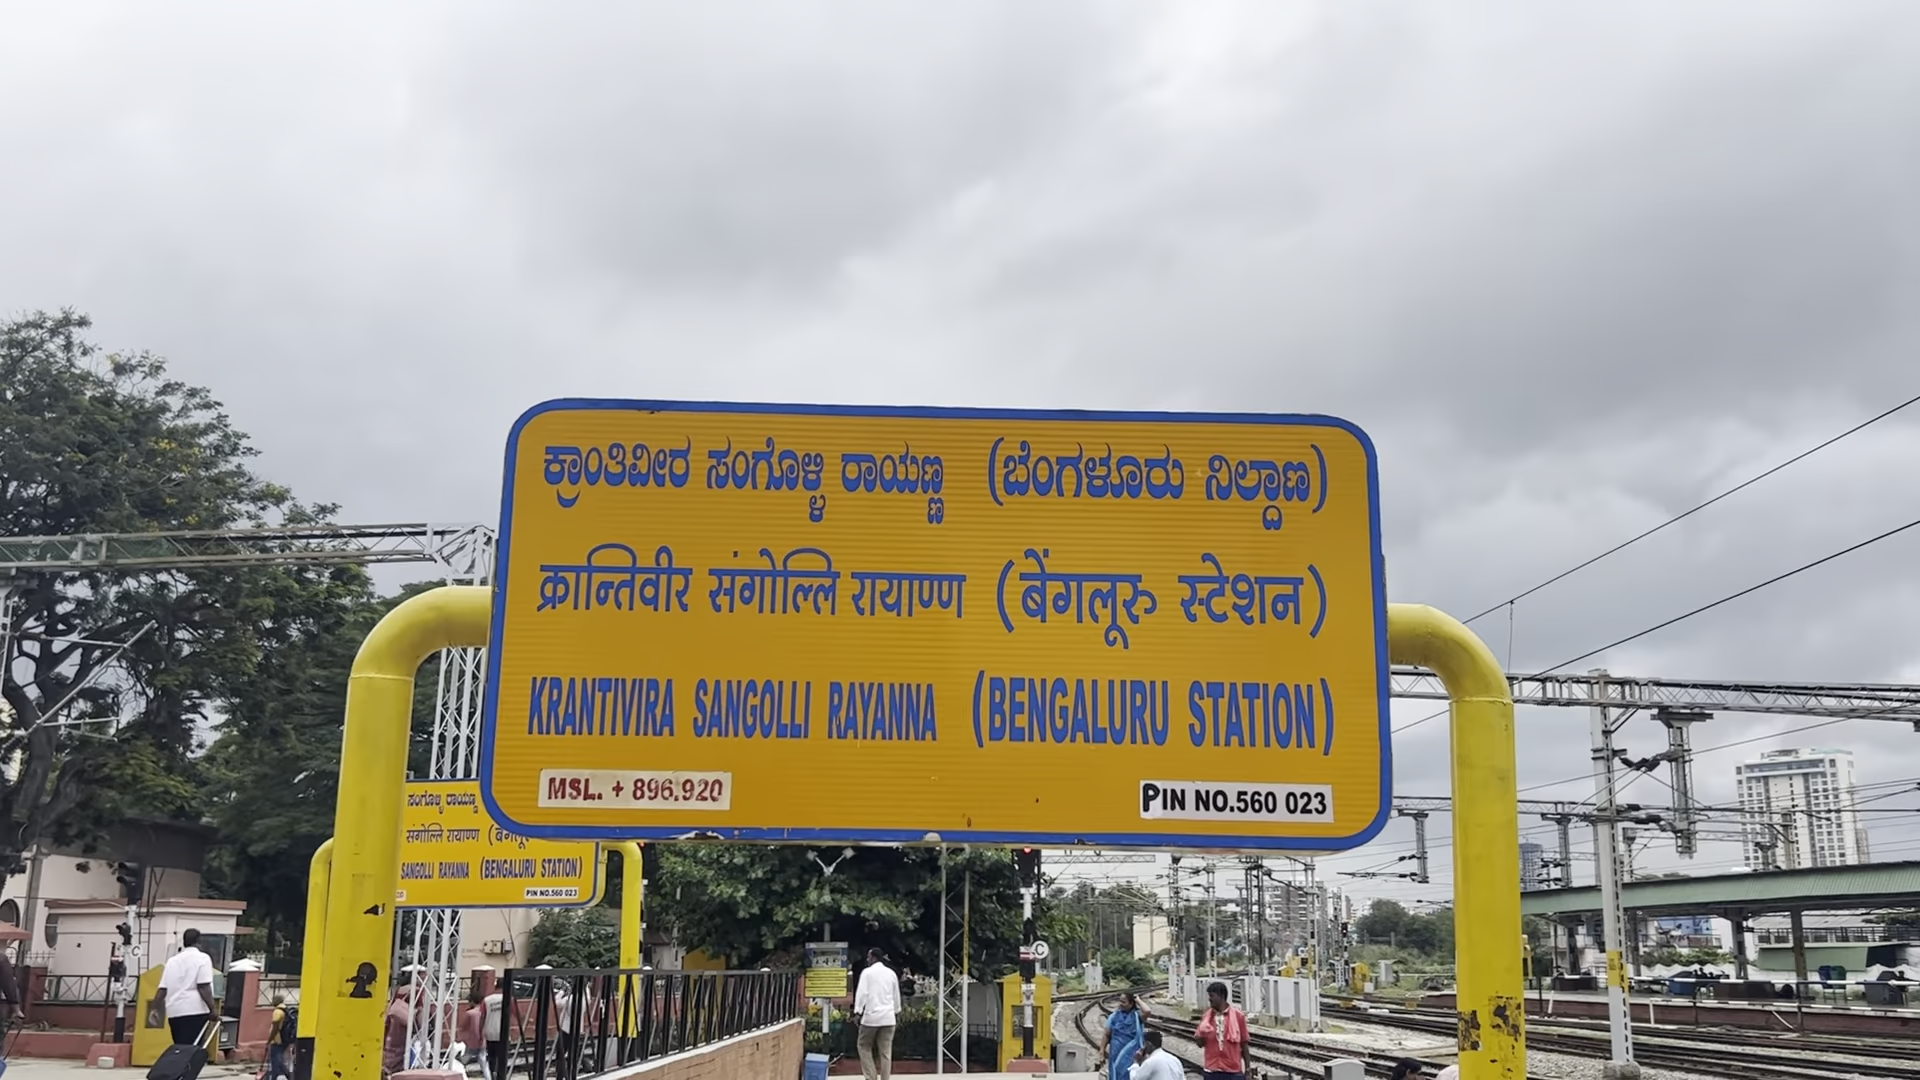 ಕ್ರಾಂತಿವೀರ ಸಂಗೊಳ್ಳಿ ರಾಯಣ್ಣ (ಬೆಂಗಳೂರು ನಿಲ್ದಾಣ)
क्रान्तिवीर संगोल्लि रायाण्ण (बेंगलूरु स्टेशन)
KRANTIVIRA SANGOLLI RAYANNA (BENGALURU STATION)
MSL. + 896.920
PIN NO.560 023
ಸಂಗೊಳ್ಳಿ ರಾಯಣ್ಣ
संगोल्लि रायाण्ण
SANGOLLI RAYANNA (BENGALURU STATION)
PIN NO.560 023
C
C